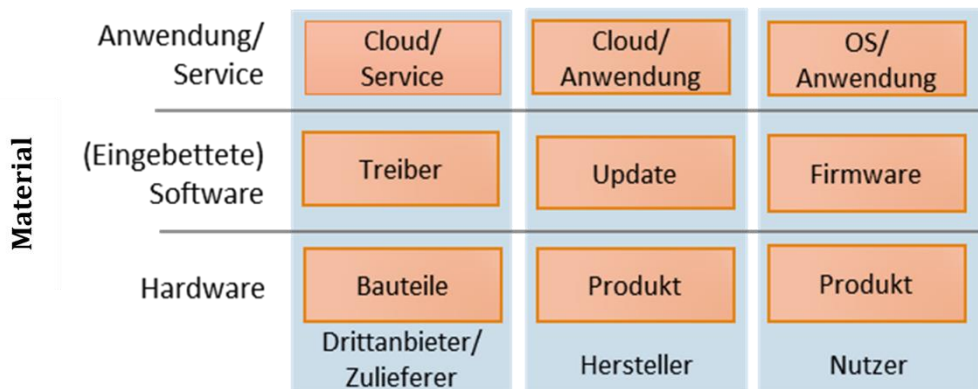 Material
Anwendung/
Service
Cloud/
Service
Cloud/
Anwendung
OS/
Anwendung
(Eingebettete)
Software
Treiber
Update
Firmware
Hardware
Bauteile
Produkt
Produkt
Drittanbieter/
Zulieferer
Hersteller
Nutzer